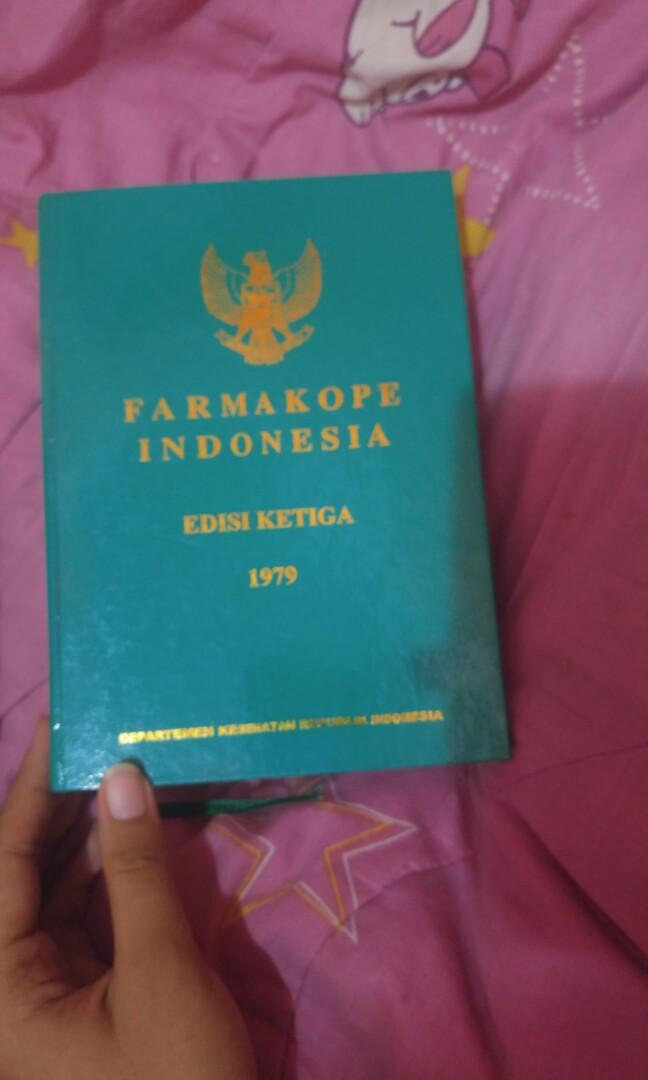 FARMAKOPE
INDONESIA
EDISI KETIGA
1979
DEPARTEMEN KESEHATAN REPUBLIK INDONESIA